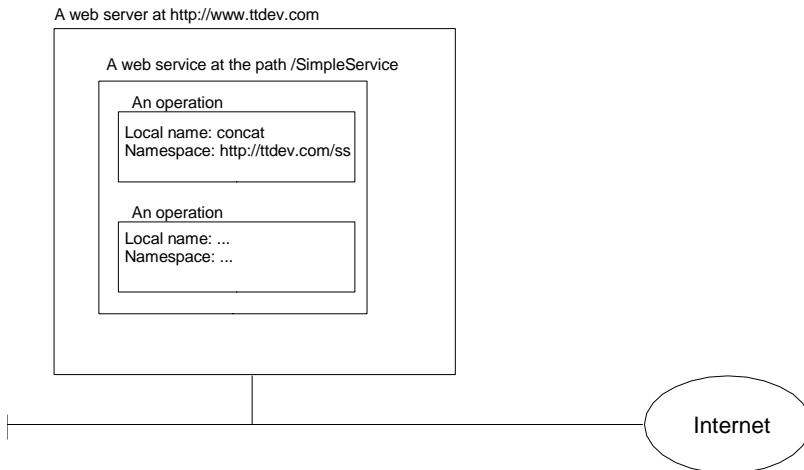 A web server at http://www.ttdev.com
A web service at the path /SimpleService
An operation
Local name: concat
Namespace: http://ttdev.com/ss
An operation
Local name: ...
Namespace: ...
Internet